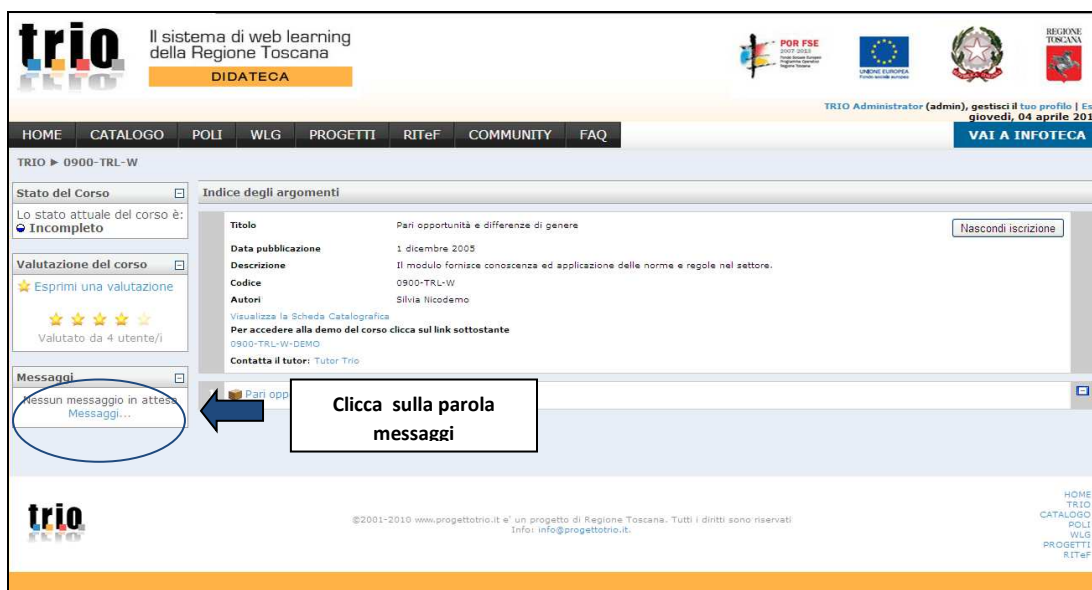 trio
Il sistema di web learning
della Regione Toscana
DIDATECA
POR FSE
2007-2013
UNIONE EUROPEA
Fondo sociale europeo
REGIONE
TOSCANA
TRIO Administrator (admin), gestisci il tuo profilo | Es
giovedì, 04 aprile 201
HOME CATALOGO POLI WLG PROGETTI RITeF COMMUNITY FAQ VAI A INFOTECA
TRIO ► 0900-TRL-W
Stato del Corso
Lo stato attuale del corso è:
Incompleto
Valutazione del corso
Esprimi una valutazione
Valutato da 4 utente/i
Messaggi
Nessun messaggio in attesa
Messaggi...
Indice degli argomenti
Titolo Pari opportunità e differenze di genere
Nascondi iscrizione
Data pubblicazione 1 dicembre 2005
Descrizione Il modulo fornisce conoscenza ed applicazione delle norme e regole nel settore.
Codice 0900-TRL-W
Autori Silvia Nicodemo
Visualizza la Scheda Catalografica
Per accedere alla demo del corso clicca sul link sottostante
0900-TRL-W-DEMO
Contatta il tutor: Tutor Trio
Pari opp
Clicca sulla parola
messaggi
trio
©2001-2010 www.progettotrio.it e' un progetto di Regione Toscana. Tutti i diritti sono riservati
Info: info@progettotrio.it.
HOME
TRIO
CATALOGO
POLI
WLG
PROGETTI
RITeF